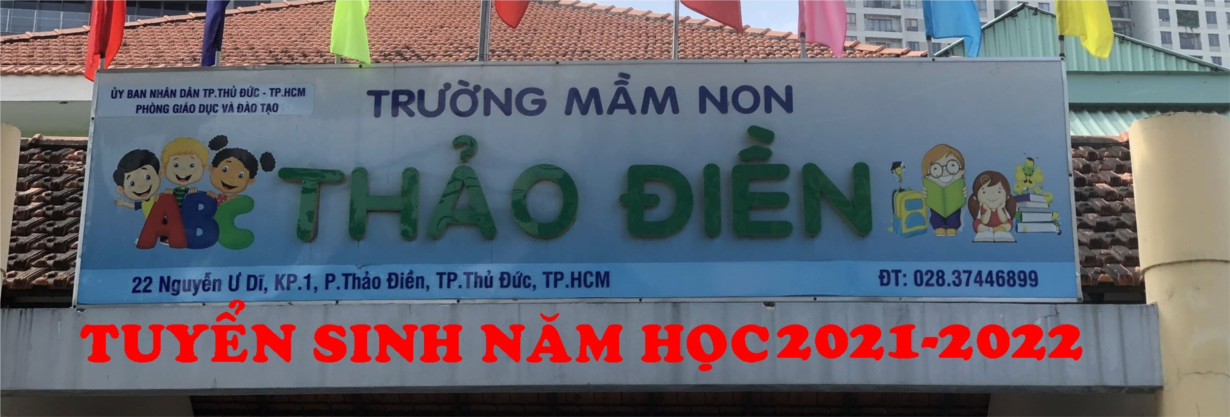 ỦY BAN NHÂN DÂN TP.THỦ ĐỨC - TP.HCM
PHÒNG GIÁO DỤC VÀ ĐÀO TẠO
TRƯỜNG MẦM NON
THẢO ĐIỀN
ABC
22 Nguyễn Ư Dĩ, KP.1, P.Thảo Điền, TP.Thủ Đức, TP.HCM
ĐT: 028.37446899
TUYỂN SINH NĂM HỌC 2021-2022